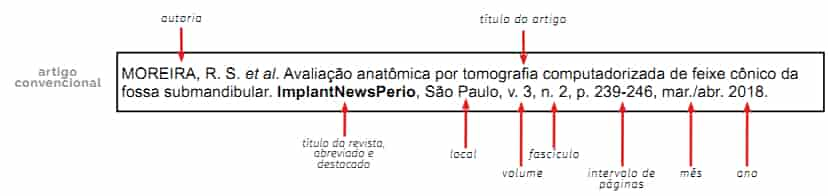 autoria
título do artigo
artigo
convencional
MOREIRA, R. S. et al. Avaliação anatômica por tomografia computadorizada de feixe cônico da
fossa submandibular. ImplantNewsPerio, São Paulo, v. 3, n. 2, p. 239-246, mar./abr. 2018.
título da revista,
abreviado e
destacado
local
volume
fascículo
intervalo de
páginas
mês
ano